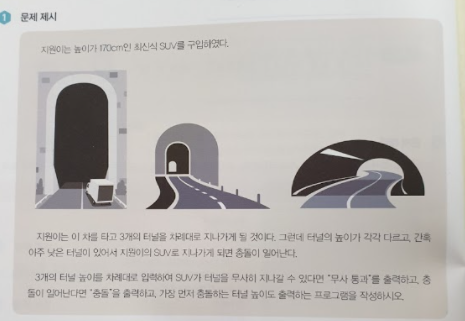 1 문제 제시
지원이는 높이가 170cm인 최신식 SUV를 구입하였다.
지원이는 이 차를 타고 3개의 터널을 차례대로 지나가게 될 것이다. 그런데 터널의 높이가 각각 다르고, 간혹
아주 낮은 터널이 있어서 지원이의 SUV로 지나가게 되면 충돌이 일어난다.
3개의 터널 높이를 차례대로 입력하여 SUV가 터널을 무사히 지나갈 수 있다면 "무사 통과"를 출력하고, 충
돌이 일어난다면 "충돌"을 출력하고, 가장 먼저 충돌하는 터널 높이도 출력하는 프로그램을 작성하시오.